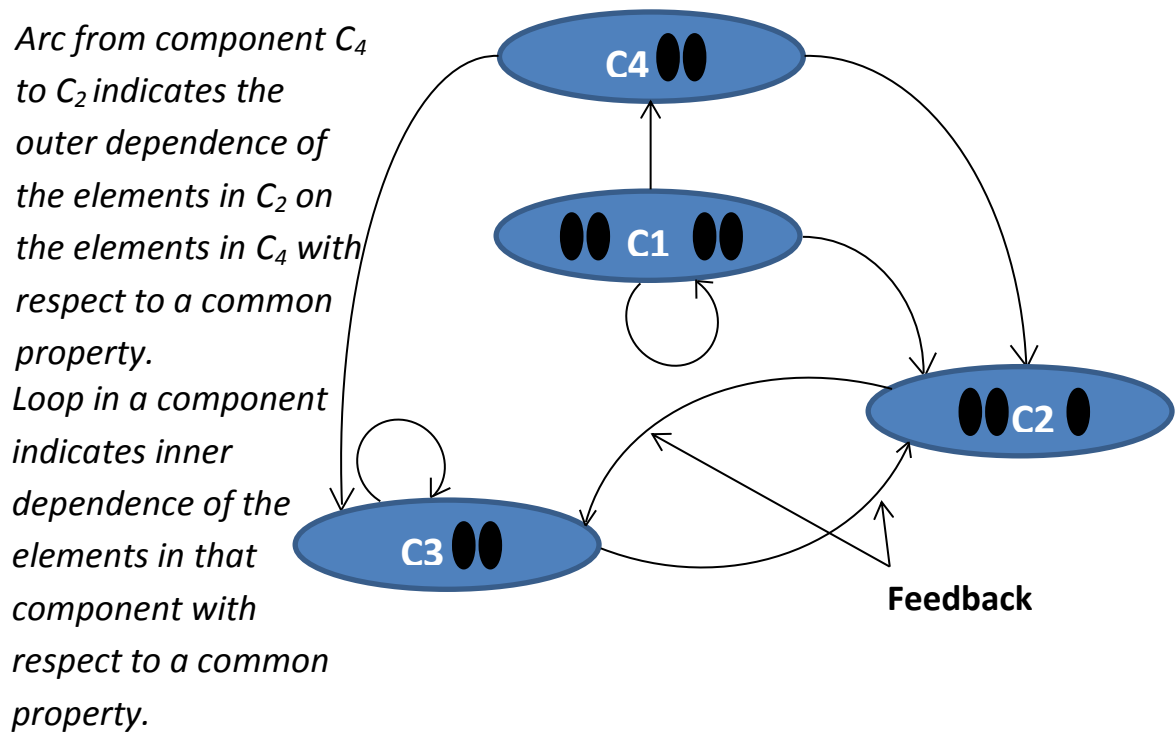 Arc from component C4
to C2 indicates the
outer dependence of
the elements in C2 on
the elements in C4 with
respect to a common
property.
Loop in a component
indicates inner
dependence of the
elements in that
component with
respect to a common
property.
C4
C1
C2
C3
Feedback